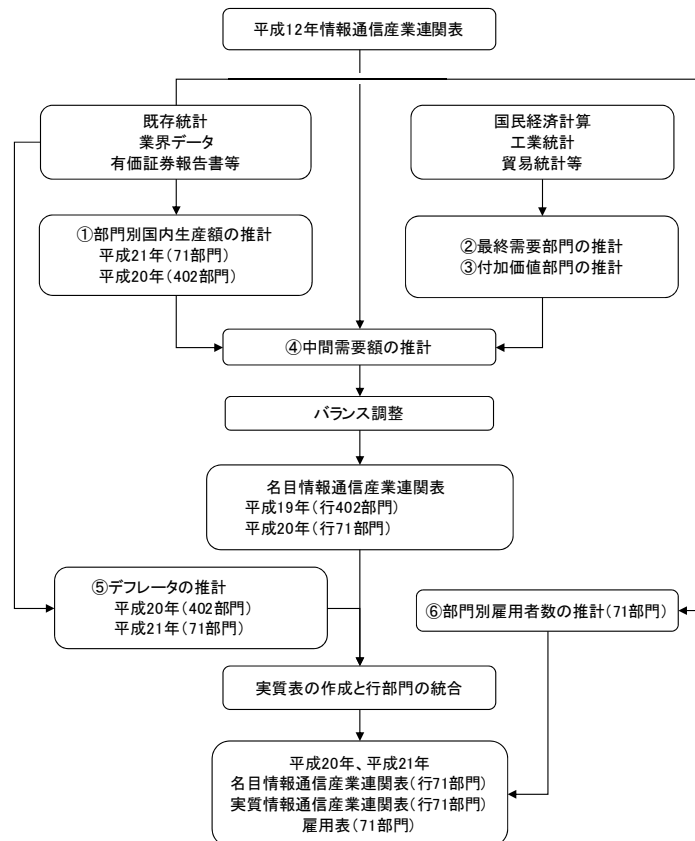 平成12年情報通信産業連関表
既存統計
業界データ
有価証券報告書等
国民経済計算
工業統計
貿易統計等
①部門別国内生産額の推計
平成21年（71部門）
平成20年（402部門）
②最終需要部門の推計
③付加価値部門の推計
④中間需要額の推計
バランス調整
名目情報通信産業連関表
平成19年（行402部門）
平成20年（行71部門）
⑤デフレータの推計
平成20年（402部門）
平成21年（71部門）
⑥部門別雇用者数の推計（71部門）
実質表の作成と行部門の統合
平成20年、平成21年
名目情報通信産業連関表（行71部門）
実質情報通信産業連関表（行71部門）
雇用表（71部門）